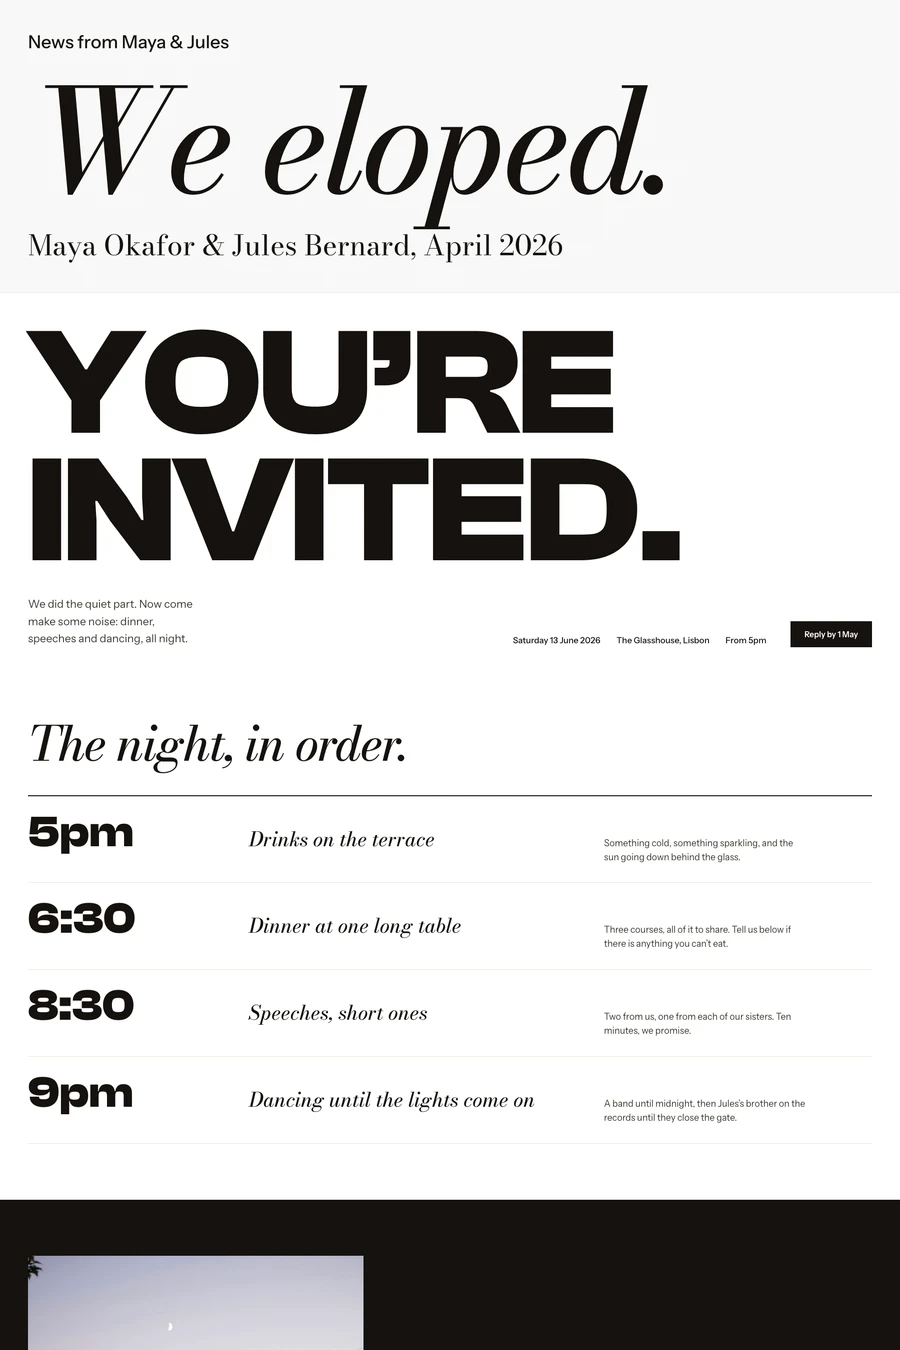 News from Maya & Jules
We eloped.
Maya Okafor & Jules Bernard, April 2026
YOU’RE
INVITED.
We did the quiet part. Now come
make some noise: dinner,
speeches and dancing, all night.
Saturday 13 June 2026
The Glasshouse, Lisbon
From 5pm
Reply by 1 May
The night, in order.
5pm
Drinks on the terrace
Something cold, something sparkling, and the
sun going down behind the glass.
6:30
Dinner at one long table
Three courses, all of it to share. Tell us below if
there is anything you can’t eat.
8:30
Speeches, short ones
Two from us, one from each of our sisters. Ten
minutes, we promise.
9pm
Dancing until the lights come on
A band until midnight, then Jules’s brother on the
records until they close the gate.